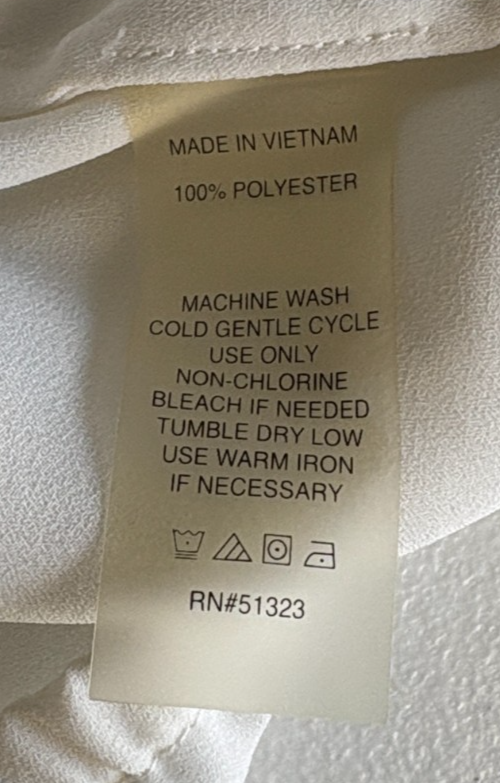 MADE IN VIETNAM
100% POLYESTER
MACHINE WASH
COLD GENTLE CYCLE
USE ONLY
NON-CHLORINE
BLEACH IF NEEDED
TUMBLE DRY LOW
USE WARM IRON
IF NECESSARY
RN#51323